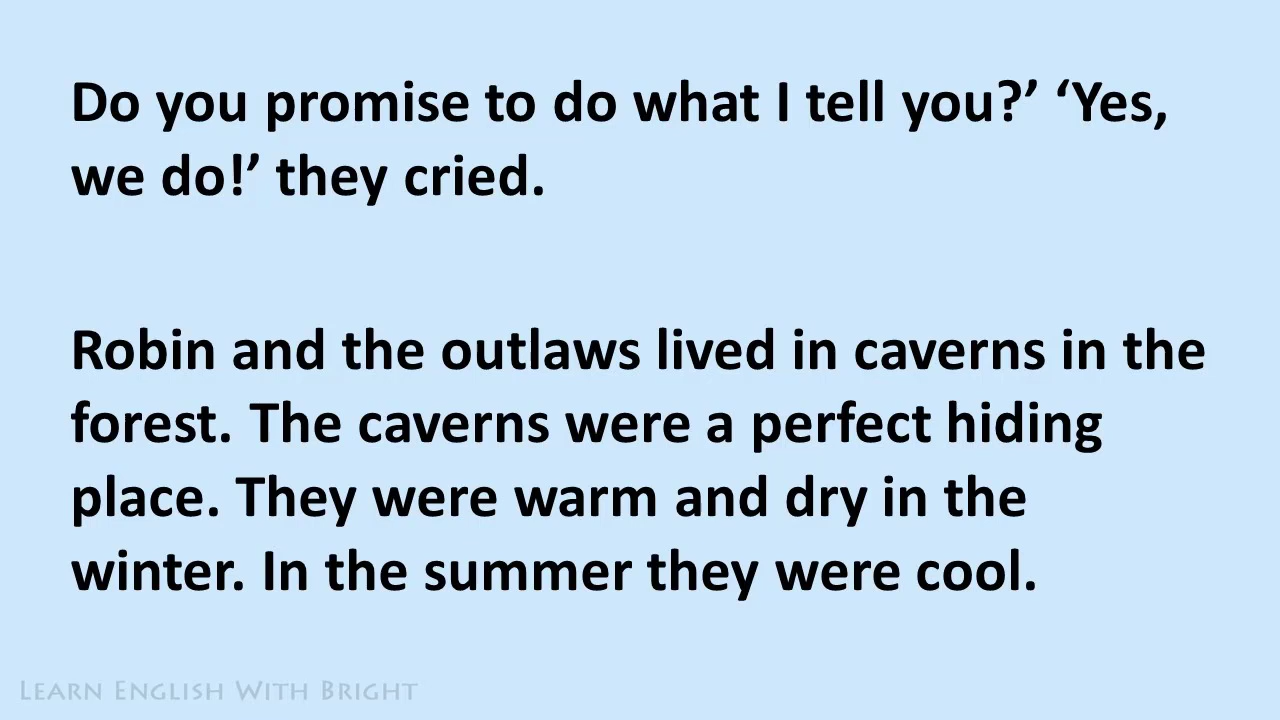 Do you promise to do what I tell you?’ ‘Yes,
we do!’ they cried.
Robin and the outlaws lived in caverns in the
forest. The caverns were a perfect hiding
place. They were warm and dry in the
winter. In the summer they were cool.
Learn English With Bright